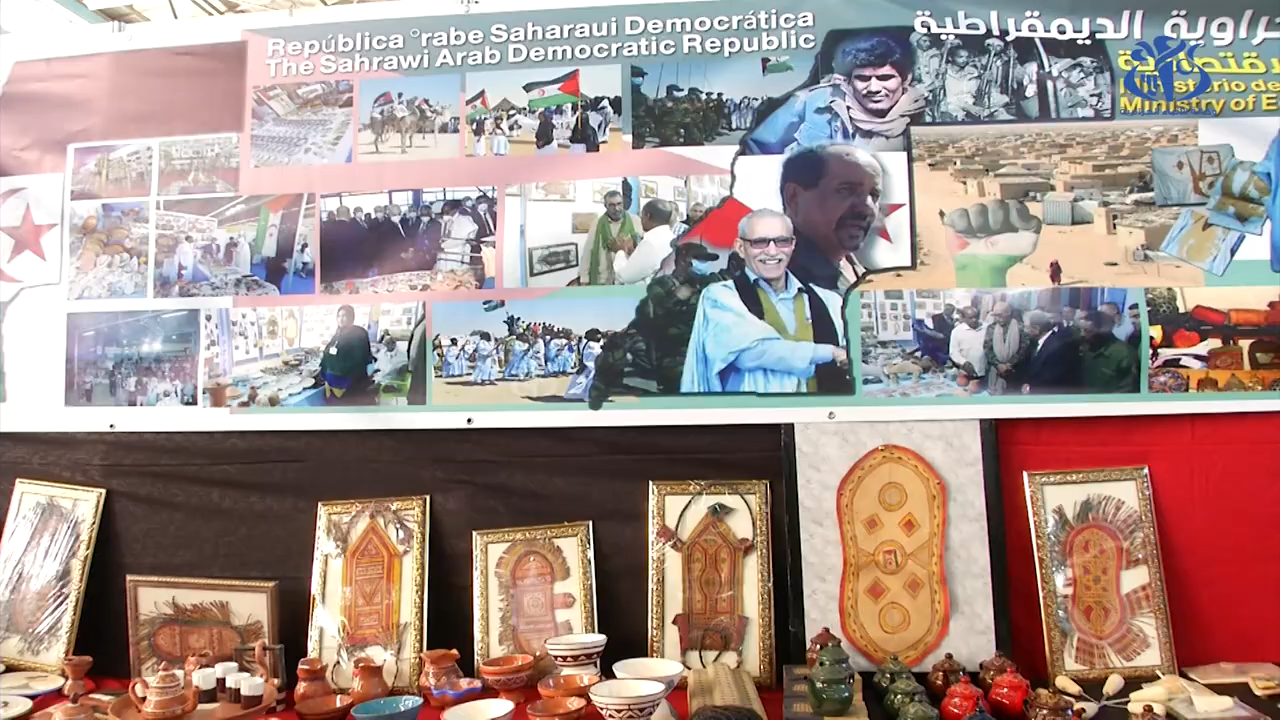 República °rabe Saharaui Democrática
The Sahrawi Arab Democratic Republic
الديمقراطية
Ministerio de
Ministry of E